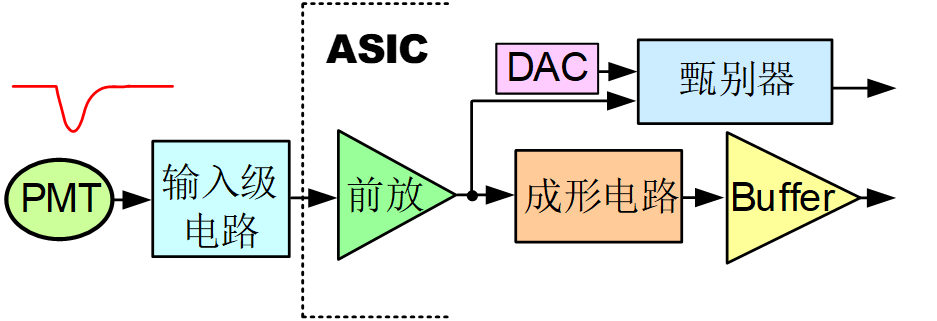 ASIC
DAC
甄别器
PMT
输入级
电路
前放
成形电路
Buffer